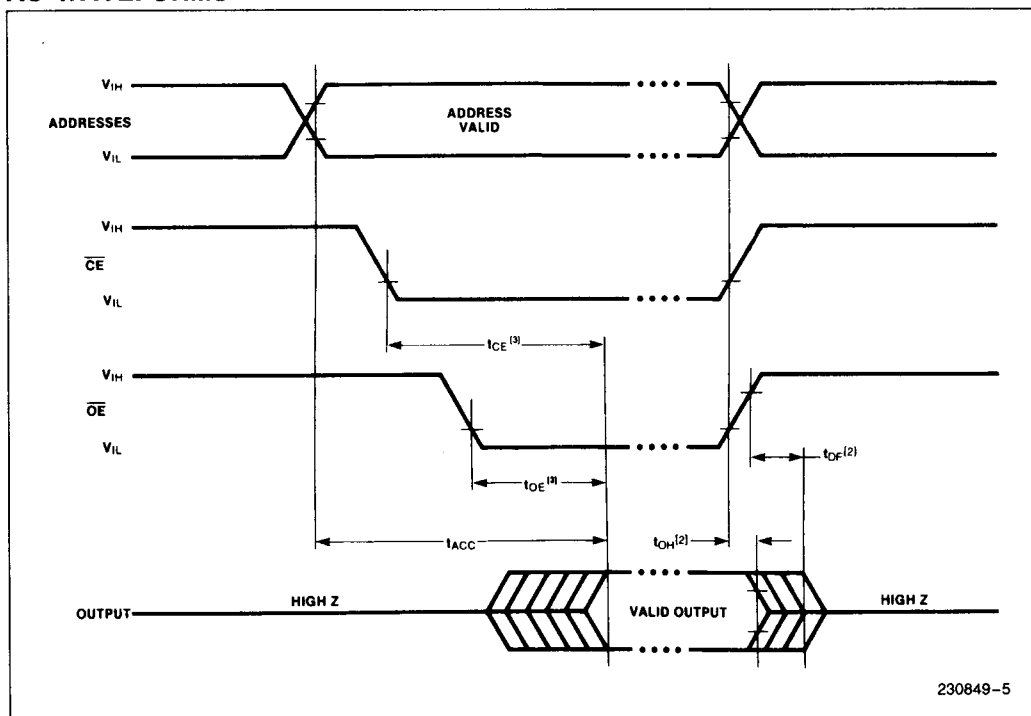 VIH
ADDRESSES
ADDRESS
VALID
VIL
VIH
CE
VIL
tCE[3]
VIH
OE
VIL
tDF[2]
tOE[3]
tACC
tOH[2]
HIGH Z
OUTPUT
VALID OUTPUT
HIGH Z
230849-5